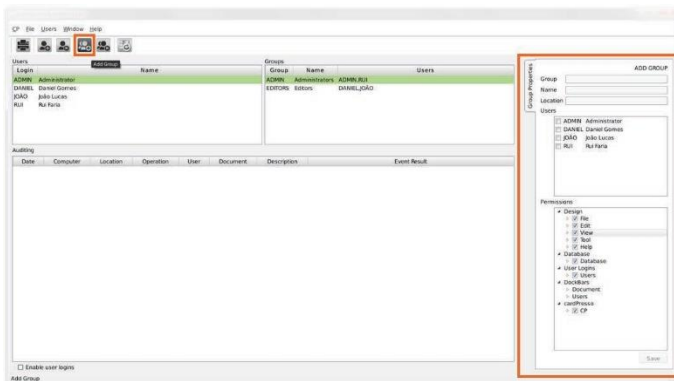 CP File Users Window Help
Add Group
Users
Login Name
ADMIN Administrator
DANIEL Daniel Gomes
JOÃO João Lucas
RUI Rui Faria
Groups
Group Name Users
ADMIN Administrators ADMIN,RUI
EDITORS Editors DANIEL,JOÃO
Auditing
Date Computer Location Operation User Document Description Event Result
Enable user logins
Add Group
Group Properties
ADD GROUP
Group
Name
Location
Users
ADMIN Administrator
DANIEL Daniel Gomes
JOÃO João Lucas
RUI Rui Faria
Permissions
Design
File
Edit
View
Tool
Help
Database
Database
User Logins
Users
DockBars
Document
Users
cardPresso
CP
Save